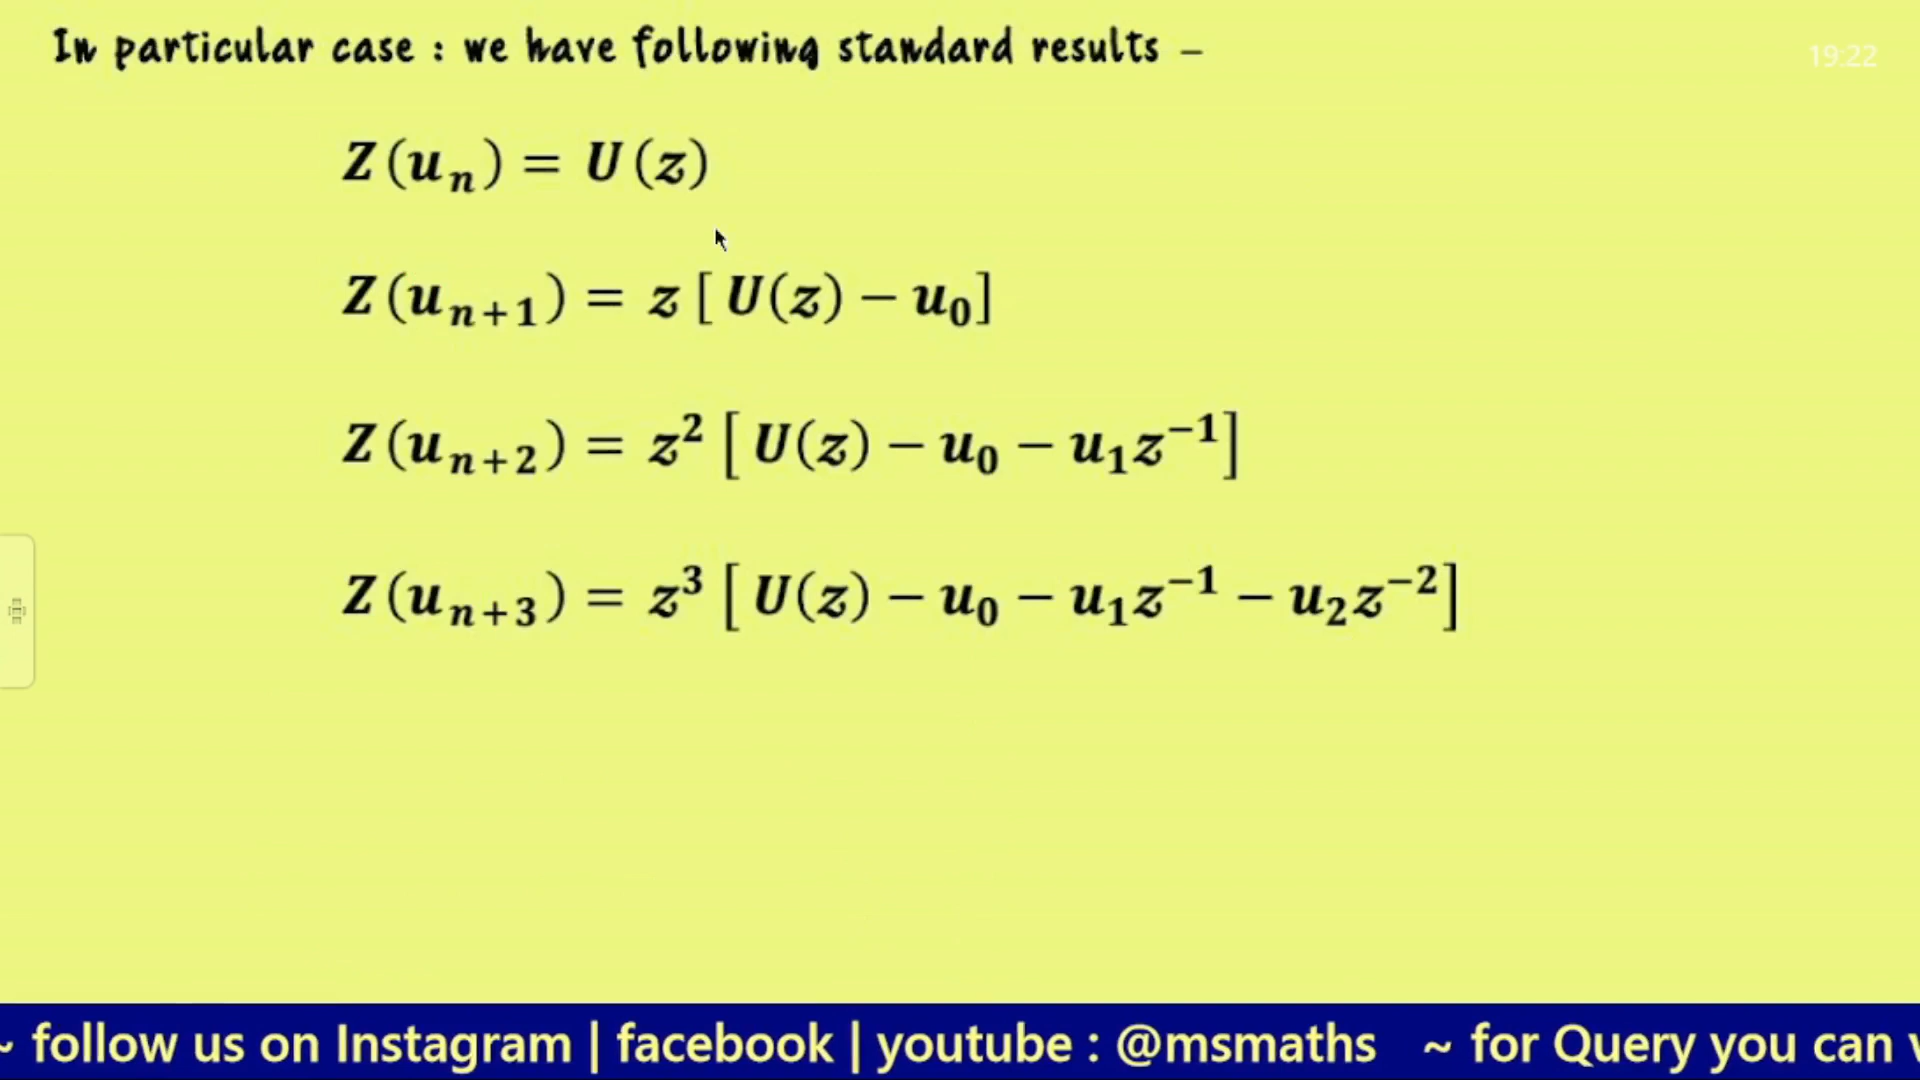 In particular case : we have following standard results –
19:22
Z(uₙ) = U(z)
Z(uₙ₊₁) = z [ U(z) − u₀]
Z(uₙ₊₂) = z² [ U(z) − u₀ − u₁z⁻¹]
Z(uₙ₊₃) = z³ [ U(z) − u₀ − u₁z⁻¹ − u₂z⁻²]
~ follow us on Instagram | facebook | youtube : @msmaths ~ for Query you can